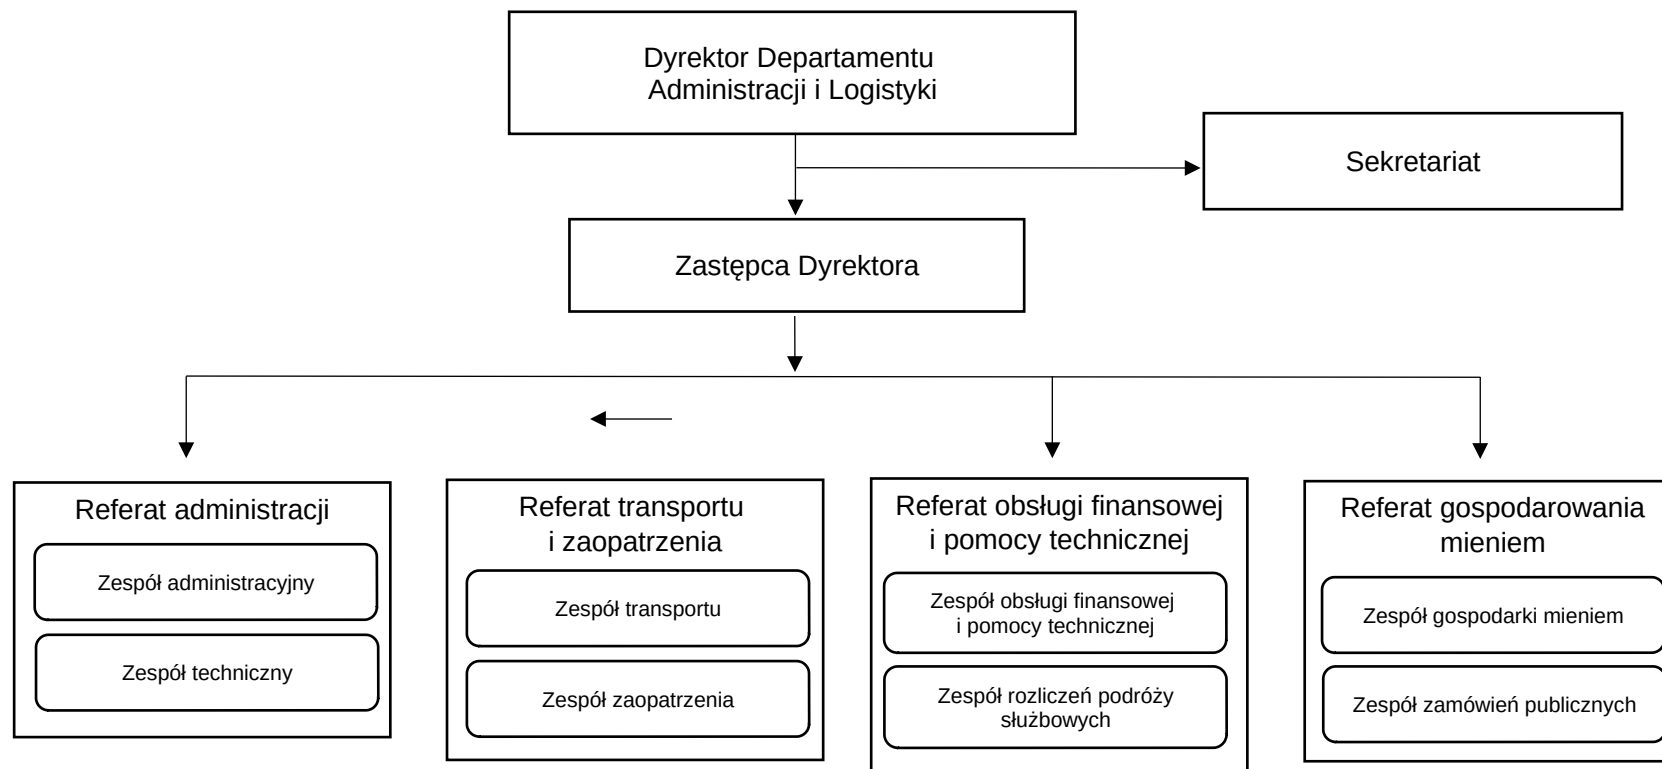 Dyrektor Departamentu
Administracji i Logistyki
Sekretariat
Zastępca Dyrektora
Referat administracji
Zespół administracyjny
Zespół techniczny
Referat transportu
i zaopatrzenia
Zespół transportu
Zespół zaopatrzenia
Referat obsługi finansowej
i pomocy technicznej
Zespół obsługi finansowej
i pomocy technicznej
Zespół rozliczeń podróży
służbowych
Referat gospodarowania
mieniem
Zespół gospodarki mieniem
Zespół zamówień publicznych